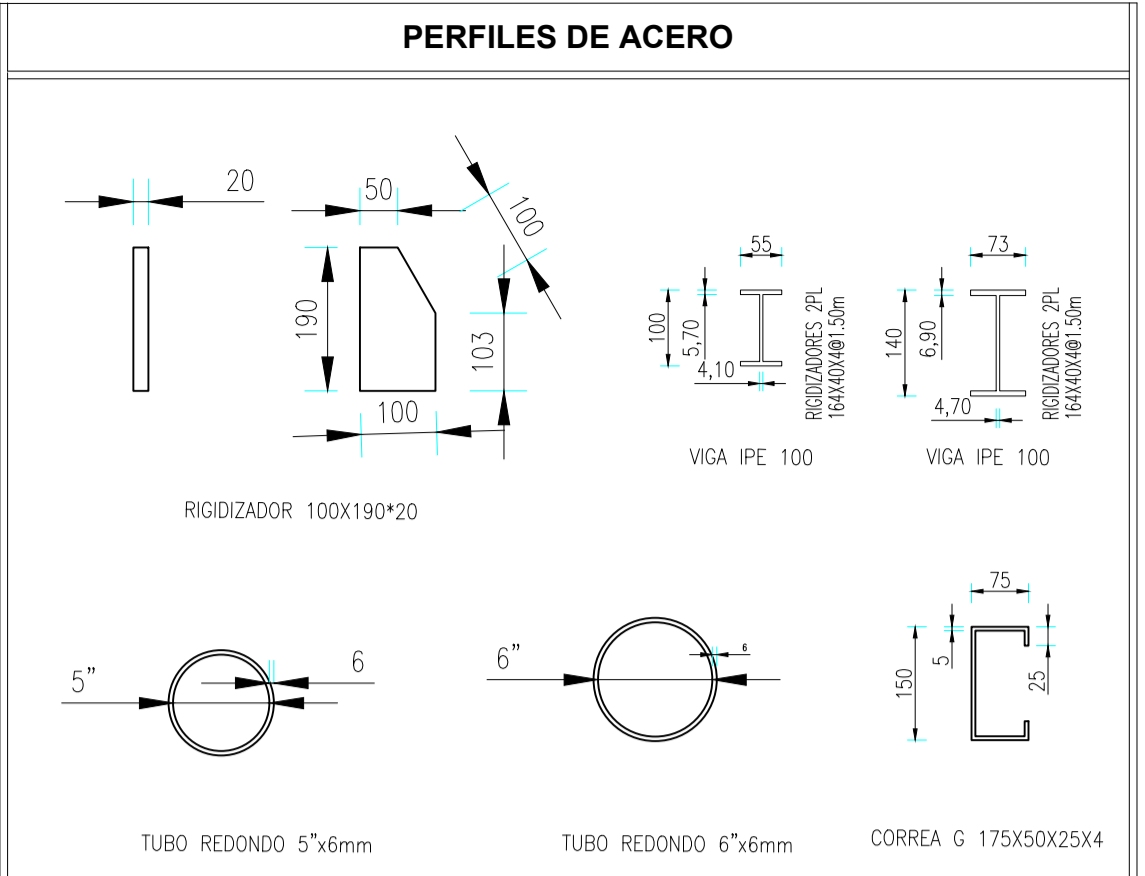 PERFILES DE ACERO
20
50
100
190
103
100
RIGIDIZADOR 100X190*20
55
100
5,70
4,10
RIGIDIZADORES 2PL
164X40X4@1.50m
VIGA IPE 100
73
140
6,90
4,70
RIGIDIZADORES 2PL
164X40X4@1.50m
VIGA IPE 100
5”
6
TUBO REDONDO 5”x6mm
6”
6
TUBO REDONDO 6”x6mm
75
150
5
25
CORREA G 175X50X25X4